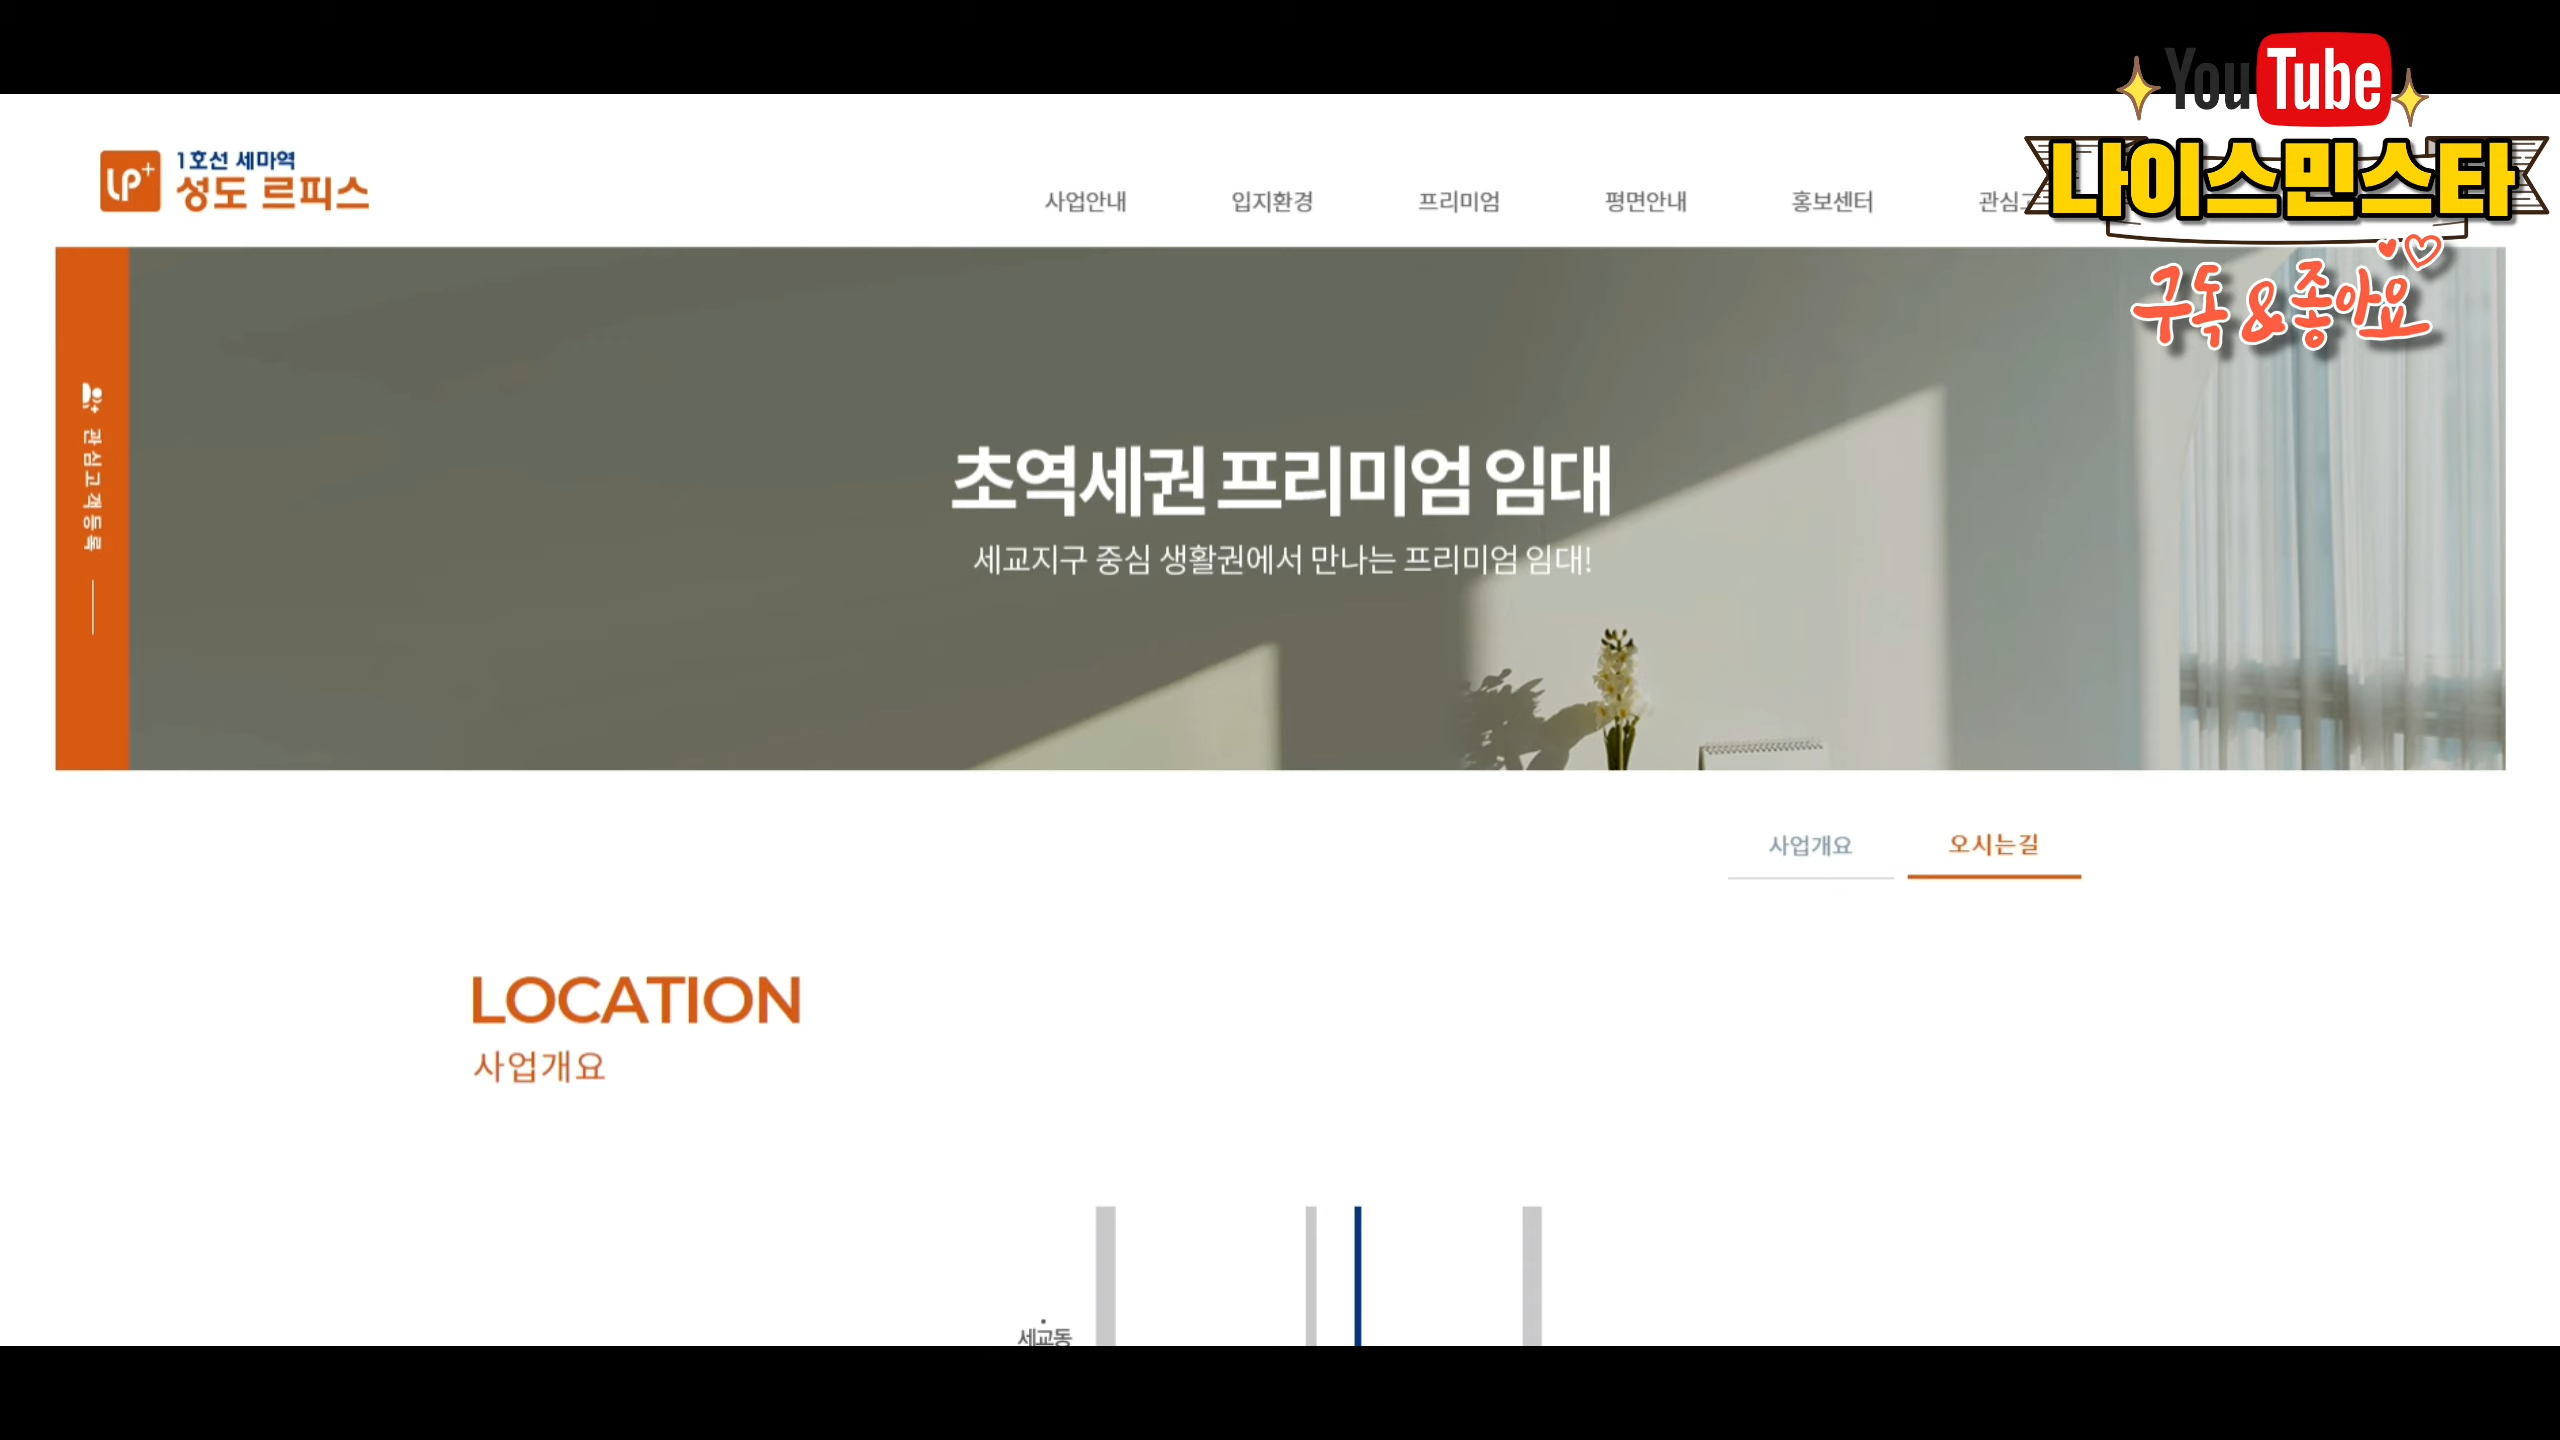 YouTube
나이스민스타
구독&좋아요
LP+
1호선 세마역
성도 르피스
사업안내 입지환경 프리미엄 평면안내 홍보센터 관심
관심고객등록
초역세권 프리미엄 임대
세교지구 중심 생활권에서 만나는 프리미엄 임대!
사업개요 오시는길
LOCATION
사업개요
세교동